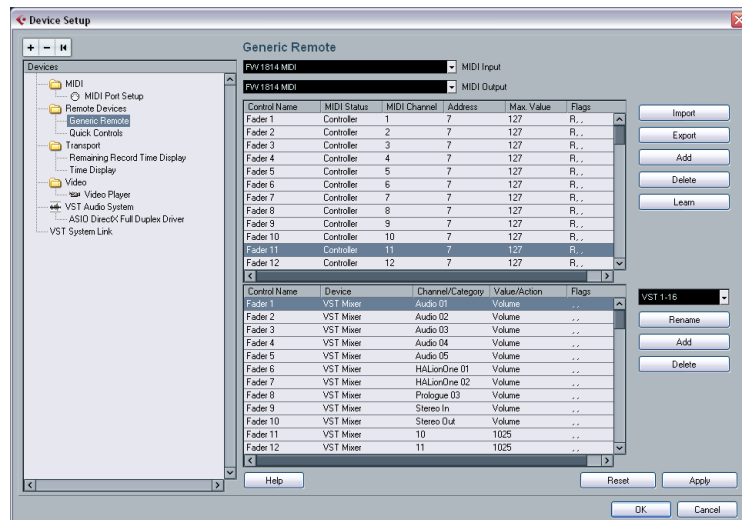 Device Setup
+ - 
Generic Remote
Devices
MIDI
MIDI Port Setup
Remote Devices
Generic Remote
Quick Controls
Transport
Remaining Record Time Display
Time Display
Video
Video Player
VST Audio System
ASIO DirectX Full Duplex Driver
VST System Link
FW 1814 MIDI MIDI Input
FW 1814 MIDI MIDI Output
Control Name MIDI Status MIDI Channel Address Max. Value Flags
Fader 1 Controller 1 7 127 R, ,
Fader 2 Controller 2 7 127 R, ,
Fader 3 Controller 3 7 127 R, ,
Fader 4 Controller 4 7 127 R, ,
Fader 5 Controller 5 7 127 R, ,
Fader 6 Controller 6 7 127 R, ,
Fader 7 Controller 7 7 127 R, ,
Fader 8 Controller 8 7 127 R, ,
Fader 9 Controller 9 7 127 R, ,
Fader 10 Controller 10 7 127 R, ,
Fader 11 Controller 11 7 127 R, ,
Fader 12 Controller 12 7 127 R, ,
Import
Export
Add
Delete
Learn
Control Name Device Channel/Category Value/Action Flags
Fader 1 VST Mixer Audio 01 Volume , ,
Fader 2 VST Mixer Audio 02 Volume , ,
Fader 3 VST Mixer Audio 03 Volume , ,
Fader 4 VST Mixer Audio 04 Volume , ,
Fader 5 VST Mixer Audio 05 Volume , ,
Fader 6 VST Mixer HALionOne 01 Volume , ,
Fader 7 VST Mixer HALionOne 02 Volume , ,
Fader 8 VST Mixer Prologue 03 Volume , ,
Fader 9 VST Mixer Stereo In Volume , ,
Fader 10 VST Mixer Stereo Out Volume , ,
Fader 11 VST Mixer 10 1025 , ,
Fader 12 VST Mixer 11 1025 , ,
VST 1-16
Rename
Add
Delete
Help
Reset
Apply
OK
Cancel